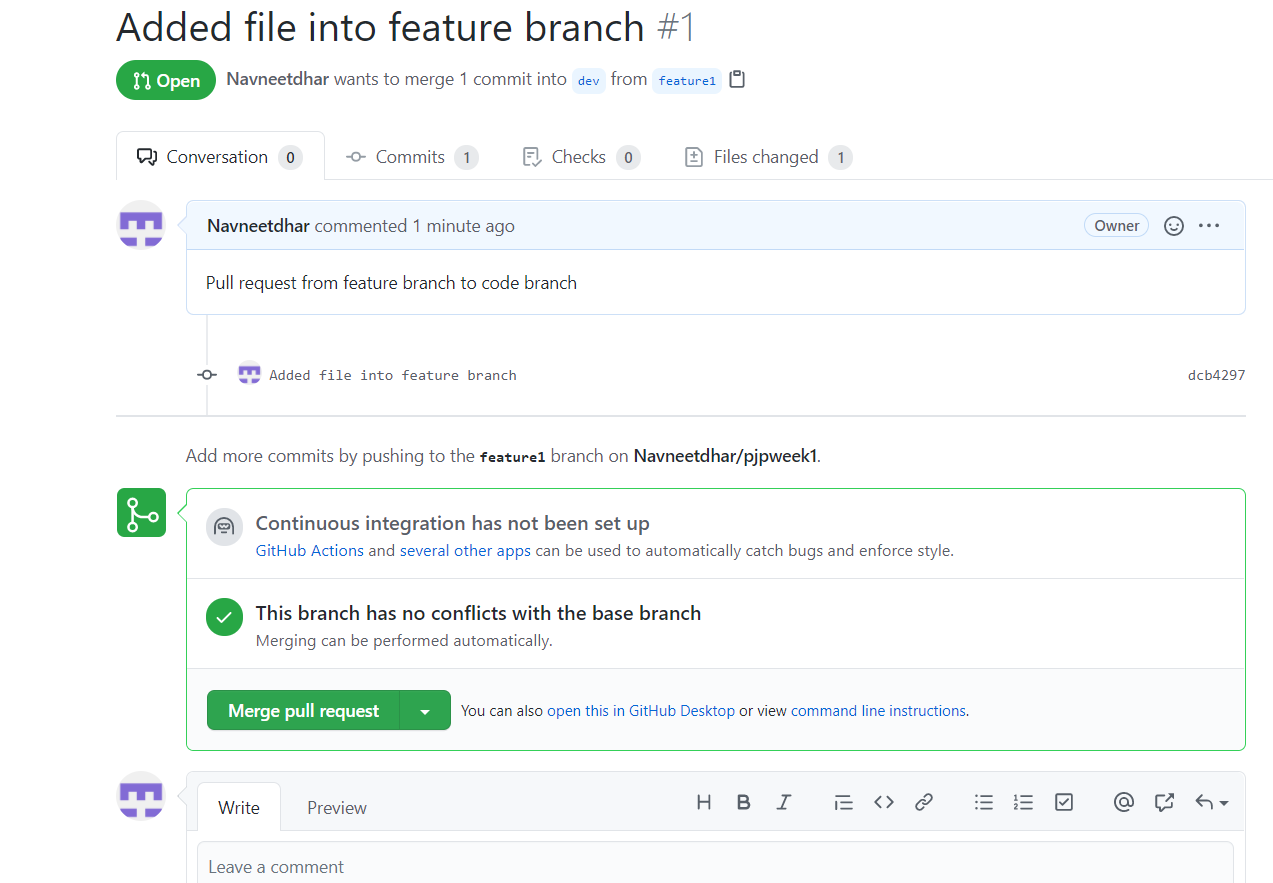 Added file into feature branch #1
Open Navneetdhar wants to merge 1 commit into dev from feature1
Conversation 0 Commits 1 Checks 0 Files changed 1
Navneetdhar commented 1 minute ago Owner
Pull request from feature branch to code branch
Added file into feature branch dcb4297
Add more commits by pushing to the feature1 branch on Navneetdhar/pjpweek1.
Continuous integration has not been set up
GitHub Actions and several other apps can be used to automatically catch bugs and enforce style.
This branch has no conflicts with the base branch
Merging can be performed automatically.
Merge pull request You can also open this in GitHub Desktop or view command line instructions.
Write Preview
Leave a comment